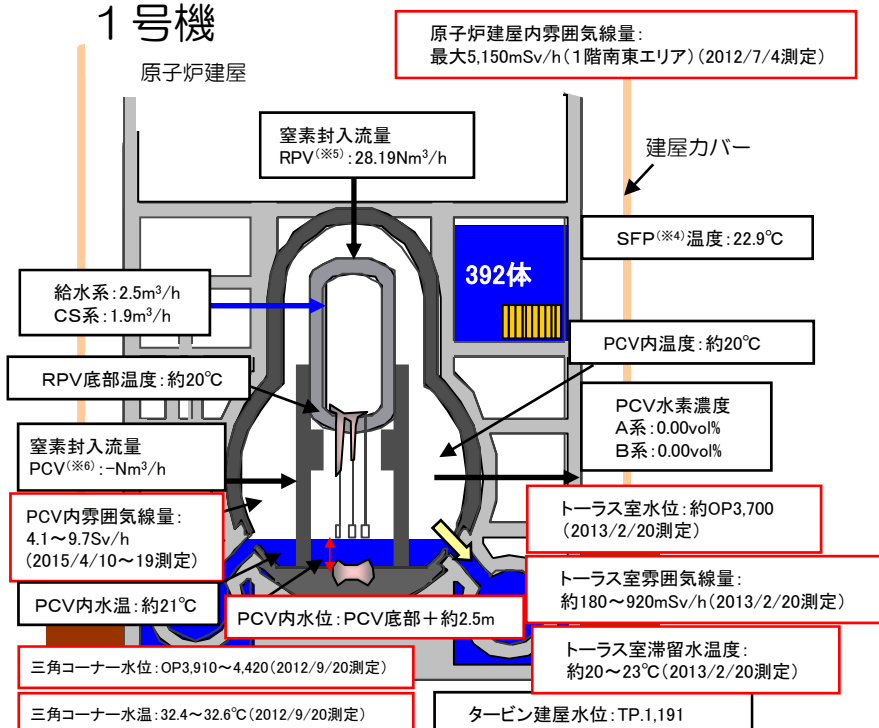 1号機
原子炉建屋内雰囲気線量:
最大5,150mSv/h(1階南東エリア)(2012/7/4測定)
原子炉建屋
窒素封入流量
RPV(※5):28.19Nm³/h
建屋カバー
SFP(※4)温度:22.9℃
392体
給水系:2.5m³/h
CS系:1.9m³/h
PCV内温度:約20℃
RPV底部温度:約20℃
PCV水素濃度
A系:0.00vol%
B系:0.00vol%
窒素封入流量
PCV(※6):-Nm³/h
PCV内雰囲気線量:
4.1~9.7Sv/h
(2015/4/10~19測定)
トーラス室水位:約OP3,700
(2013/2/20測定)
トーラス室雰囲気線量:
約180~920mSv/h(2013/2/20測定)
PCV内水温:約21℃
PCV内水位:PCV底部+約2.5m
トーラス室滞留水温度:
約20~23℃(2013/2/20測定)
三角コーナー水位:OP3,910~4,420(2012/9/20測定)
三角コーナー水温:32.4~32.6℃(2012/9/20測定)
タービン建屋水位:TP.1,191